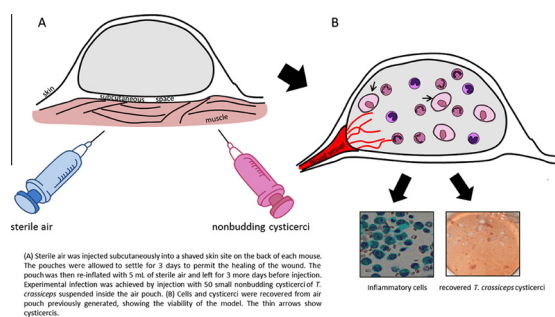 A
B
skin
subcutaneous space
muscle
blood vessel
sterile air
nonbudding cysticerci
Inflammatory cells
recovered T. crassiceps cysticerci
(A) Sterile air was injected subcutaneously into a shaved skin site on the back of each mouse.
The pouches were allowed to settle for 3 days to permit the healing of the wound. The
pouch was then re-inflated with 5 mL of sterile air and left for 3 more days before injection.
Experimental infection was achieved by injection with 50 small nonbudding cysticerci of T.
crassiceps suspended inside the air pouch. (B) Cells and cysticerci were recovered from air
pouch previously generated, showing the viability of the model. The thin arrows show
cysticercis.